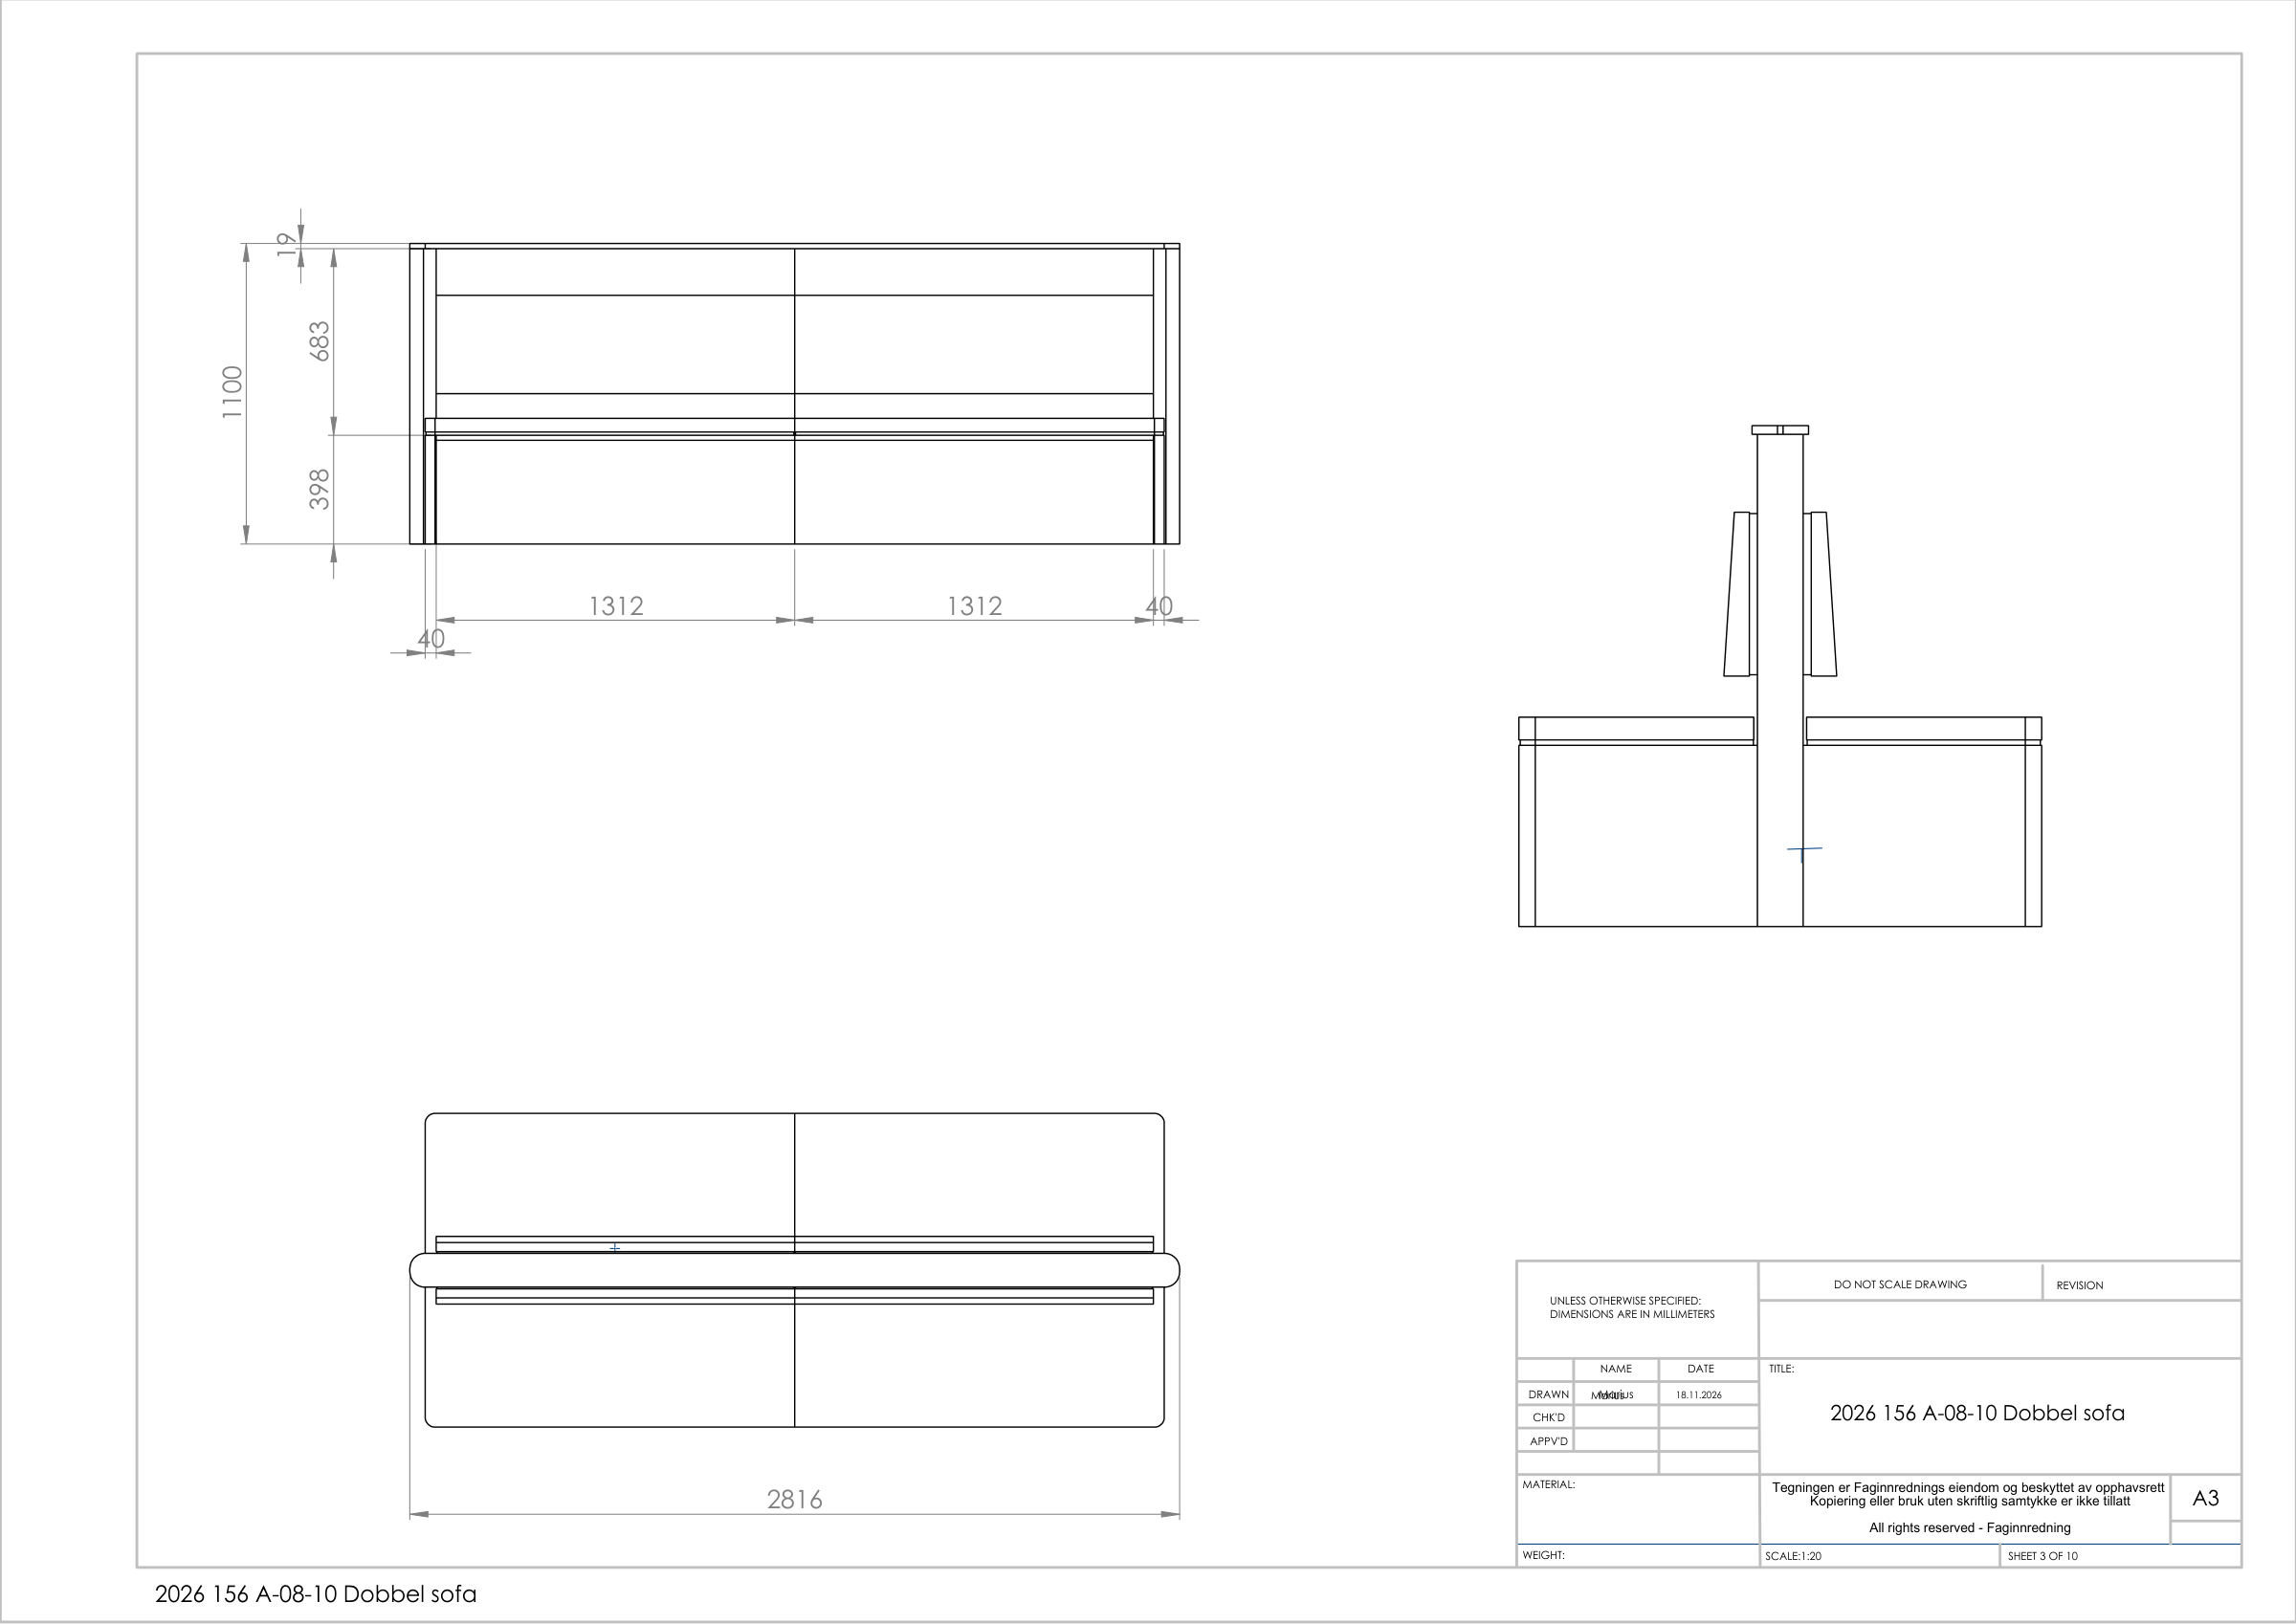 19
683
1100
398
1312
1312
40
40
2816
UNLESS OTHERWISE SPECIFIED:
DIMENSIONS ARE IN MILLIMETERS
DO NOT SCALE DRAWING
REVISION
NAME
DATE
TITLE:
DRAWN
Marius
18.11.2026
CHK'D
APPV'D
2026 156 A-08-10 Dobbel sofa
MATERIAL:
Tegningen er Faginnrednings eiendom og beskyttet av opphavsrett
Kopiering eller bruk uten skriftlig samtykke er ikke tillatt
All rights reserved - Faginnredning
A3
WEIGHT:
SCALE:1:20
SHEET 3 OF 10
2026 156 A-08-10 Dobbel sofa